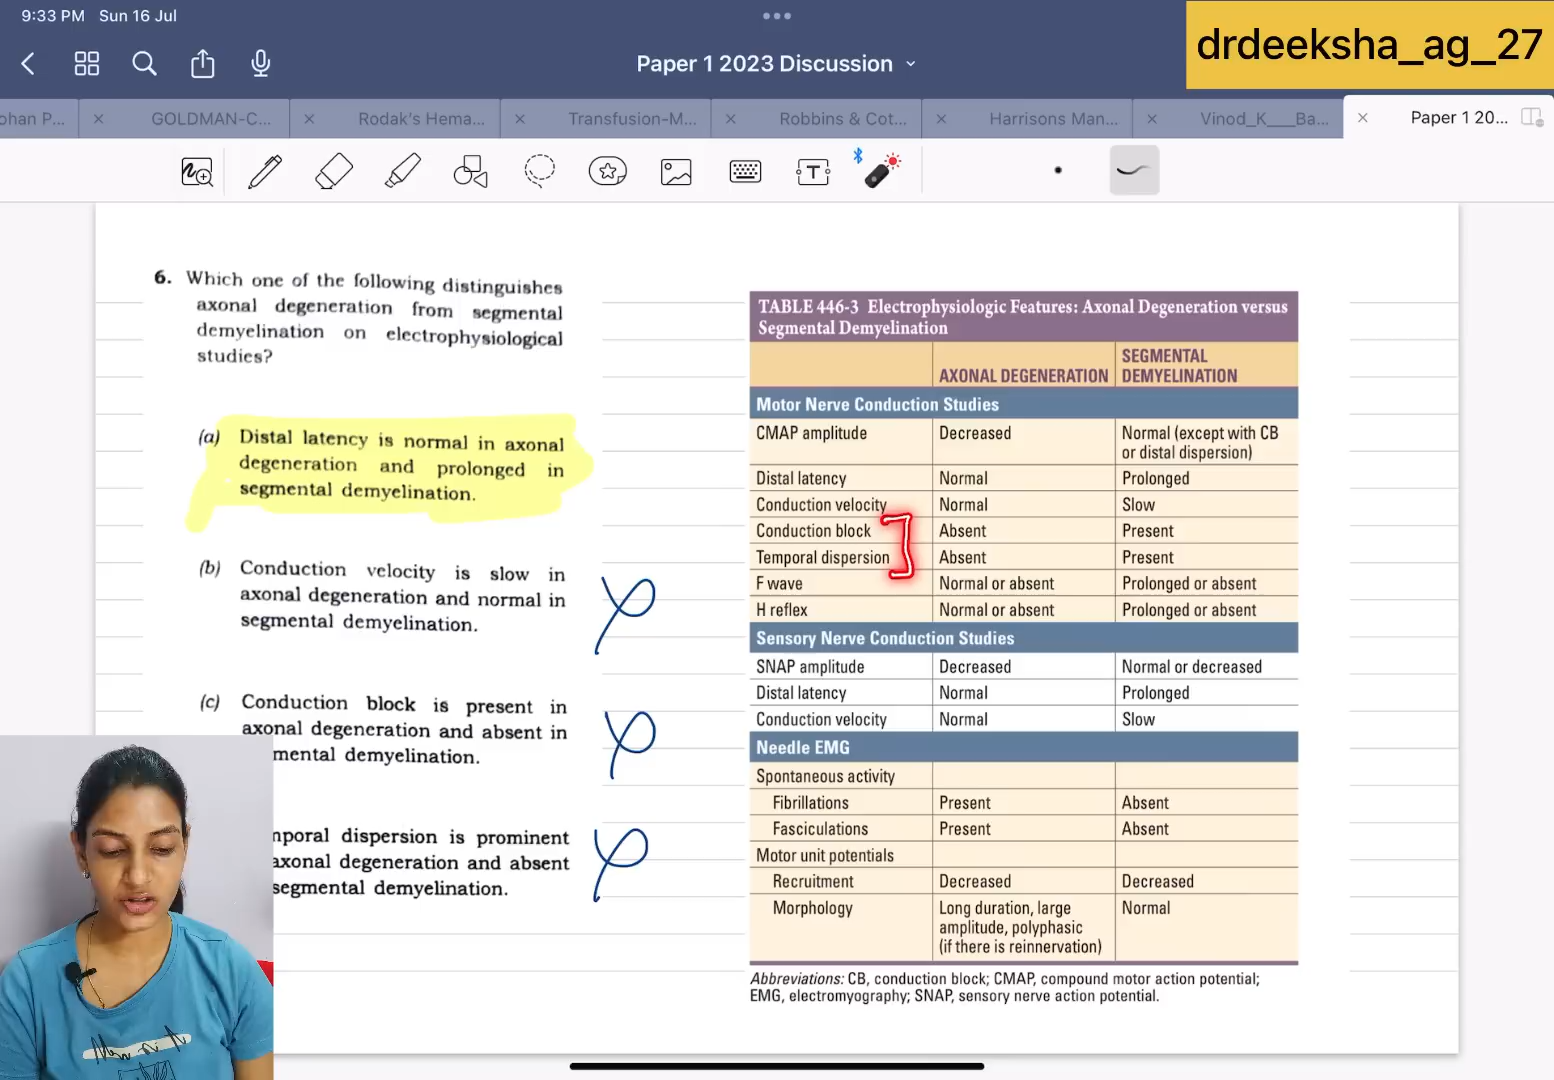 9:33 PM Sun 16 Jul
drdeeksha_ag_27
Paper 1 2023 Discussion
ohan P...
GOLDMAN-C...
Rodak's Hema...
Transfusion-M...
Robbins & Cot...
Harrisons Man...
Vinod_K___Ba...
Paper 1 20...
6. Which one of the following distinguishes
axonal degeneration from segmental
demyelination on electrophysiological
studies?
(a) Distal latency is normal in axonal
degeneration and prolonged in
segmental demyelination.
(b) Conduction velocity is slow in
axonal degeneration and normal in
segmental demyelination.
(c) Conduction block is present in
axonal degeneration and absent in
mental demyelination.
mporal dispersion is prominent
axonal degeneration and absent
segmental demyelination.
TABLE 446-3 Electrophysiologic Features: Axonal Degeneration versus
Segmental Demyelination
SEGMENTAL
AXONAL DEGENERATION DEMYELINATION
Motor Nerve Conduction Studies
CMAP amplitude Decreased Normal (except with CB
or distal dispersion)
Distal latency Normal Prolonged
Conduction velocity Normal Slow
Conduction block Absent Present
Temporal dispersion Absent Present
F wave Normal or absent Prolonged or absent
H reflex Normal or absent Prolonged or absent
Sensory Nerve Conduction Studies
SNAP amplitude Decreased Normal or decreased
Distal latency Normal Prolonged
Conduction velocity Normal Slow
Needle EMG
Spontaneous activity
Fibrillations Present Absent
Fasciculations Present Absent
Motor unit potentials
Recruitment Decreased Decreased
Morphology Long duration, large Normal
amplitude, polyphasic
(if there is reinnervation)
Abbreviations: CB, conduction block; CMAP, compound motor action potential;
EMG, electromyography; SNAP, sensory nerve action potential.